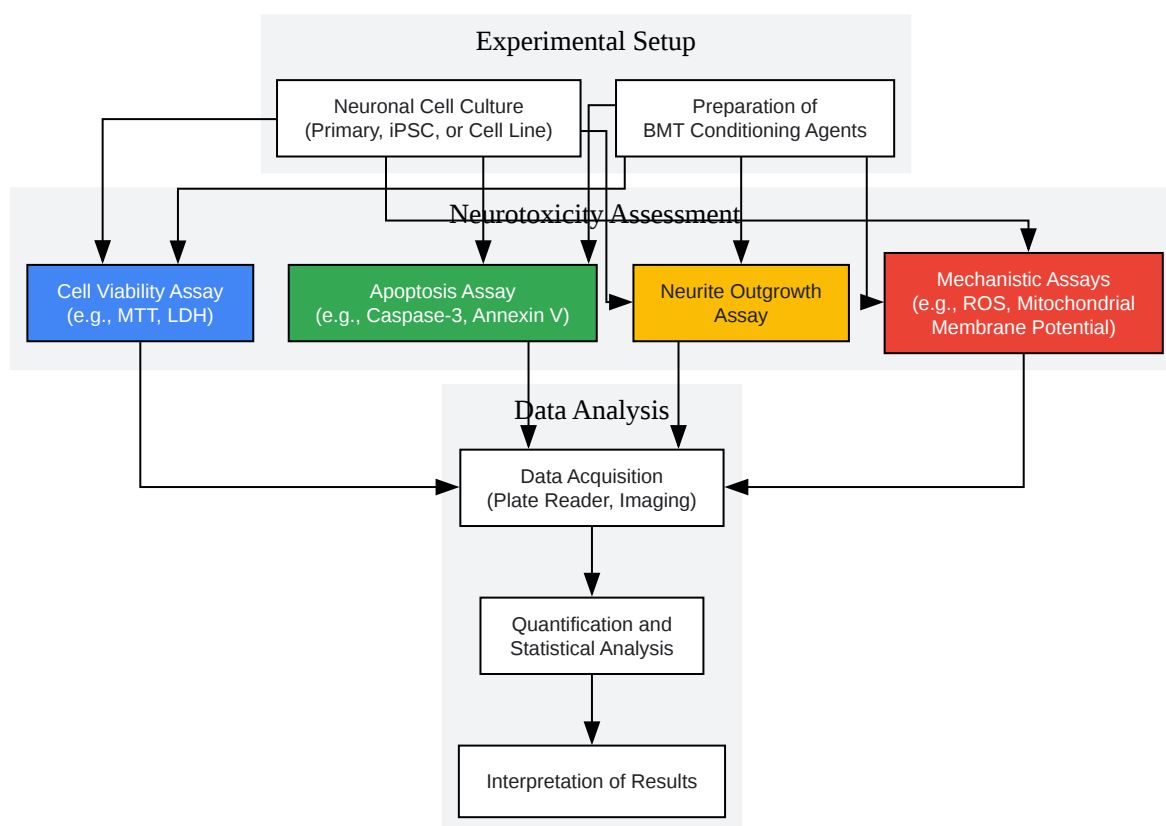 Experimental Setup
Neuronal Cell Culture
(Primary, iPSC, or Cell Line)
Preparation of
BMT Conditioning Agents
Neurotoxicity Assessment
Cell Viability Assay
(e.g., MTT, LDH)
Apoptosis Assay
(e.g., Caspase-3, Annexin V)
Neurite Outgrowth
Assay
Mechanistic Assays
(e.g., ROS, Mitochondrial
Membrane Potential)
Data Analysis
Data Acquisition
(Plate Reader, Imaging)
Quantification and
Statistical Analysis
Interpretation of Results